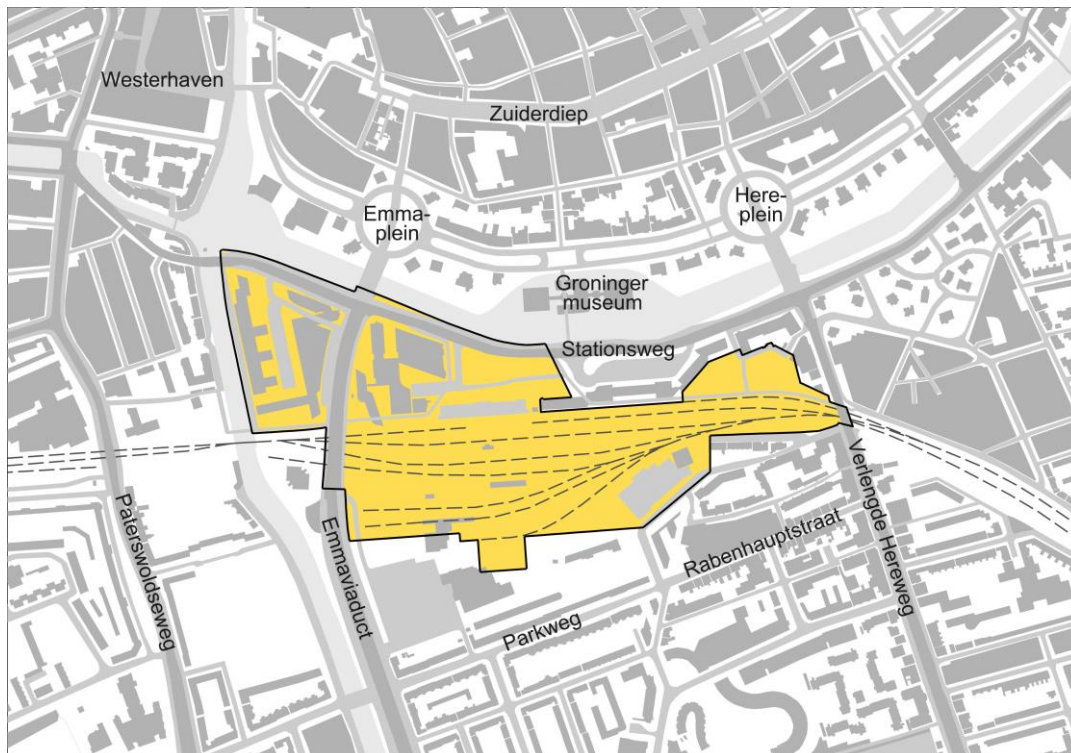 Westerhaven
Zuiderdiep
Emma-
plein
Here-
plein
Groninger
museum
Stationsweg
Paterswoldseweg
Emmaviaduct
Verlengde Hereweg
Rabenhauptstraat
Parkweg